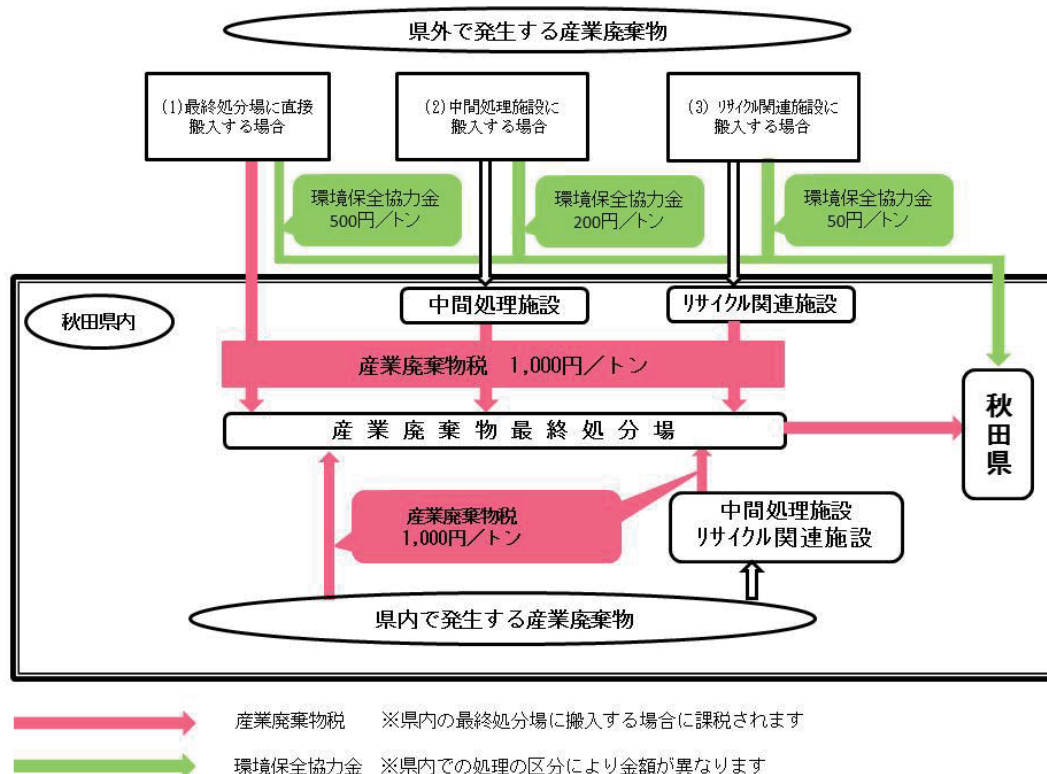 県外で発生する産業廃棄物
(1)最終処分場に直接
搬入する場合
(2)中間処理施設に
搬入する場合
(3) リサイクル関連施設に
搬入する場合
環境保全協力金
500円／トン
環境保全協力金
200円／トン
環境保全協力金
50円／トン
秋田県内
中間処理施設
リサイクル関連施設
産業廃棄物税 1,000円／トン
産業廃棄物最終処分場
秋田県
産業廃棄物税
1,000円／トン
中間処理施設
リサイクル関連施設
県内で発生する産業廃棄物
産業廃棄物税 ※県内の最終処分場に搬入する場合に課税されます
環境保全協力金 ※県内での処理の区分により金額が異なります